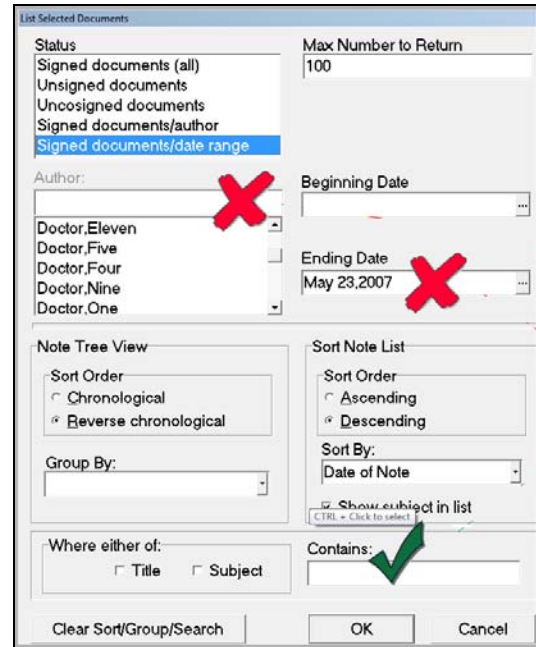 List Selected Documents
Status
Signed documents (all)
Unsigned documents
Uncosigned documents
Signed documents/author
Signed documents/date range
Max Number to Return
100
Author:
Doctor,Eleven
Doctor,Five
Doctor,Four
Doctor,Nine
Doctor,One
Beginning Date
...
Ending Date
May 23,2007
...
Note Tree View
Sort Order
Chronological
Reverse chronological
Group By:
Sort Note List
Sort Order
Ascending
Descending
Sort By:
Date of Note
Show subject in list
CTRL + Click to select
Where either of:
Title Subject
Contains:
Clear Sort/Group/Search
OK
Cancel